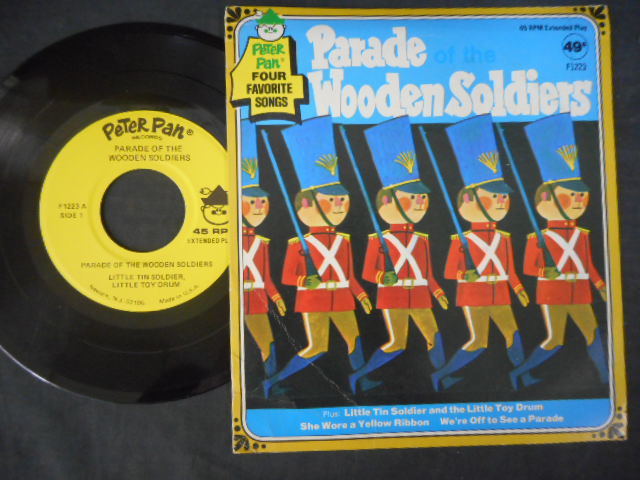 PETER PAN®
RECORDS
PARADE OF THE
WOODEN SOLDIERS
F1223 A
SIDE 1
45 RP
EXTENDED PL
PARADE OF THE WOODEN SOLDIERS
LITTLE TIN SOLDIER,
LITTLE TOY DRUM
Newark, N.J. 07105
Made in U.S.A.
PETER
PAN®
FOUR
FAVORITE
SONGS
45 RPM Extended Play
49¢
F1223
Parade of the
Wooden Soldiers
Plus: Little Tin Soldier and the Little Toy Drum
She Wore a Yellow Ribbon We're Off to See a Parade